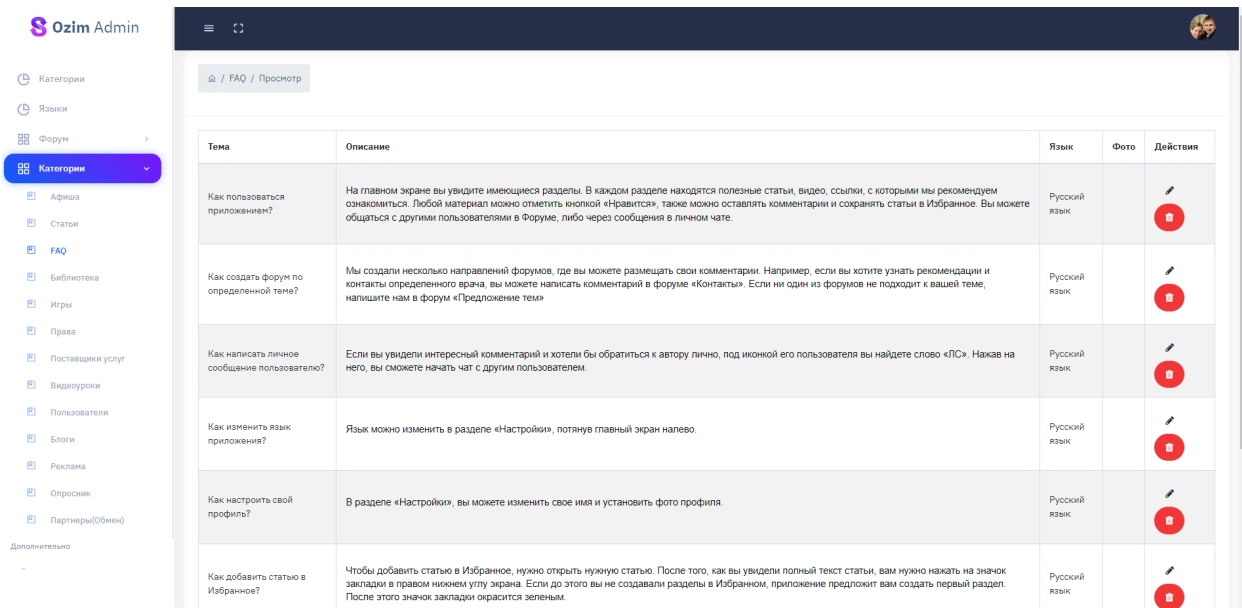 Ozim Admin
Категории
Языки
Форум
Категории
Афиша
Статьи
FAQ
Библиотека
Игры
Права
Поставщики услуг
Видеоуроки
Пользователи
Блоги
Реклама
Опросник
Партнеры(Обмен)
Дополнительно
/ FAQ / Просмотр
Тема Описание Язык Фото Действия
Как пользоваться
приложением?
На главном экране вы увидите имеющиеся разделы. В каждом разделе находятся полезные статьи, видео, ссылки, с которыми мы рекомендуем
ознакомиться. Любой материал можно отметить кнопкой «Нравится», также можно оставлять комментарии и сохранять статьи в Избранное. Вы можете
общаться с другими пользователями в Форуме, либо через сообщения в личном чате.
Русский
язык
Как создать форум по
определенной теме?
Мы создали несколько направлений форумов, где вы можете размещать свои комментарии. Например, если вы хотите узнать рекомендации и
контакты определенного врача, вы можете написать комментарий в форуме «Контакты». Если ни один из форумов не подходит к вашей теме,
напишите нам в форум «Предложение тем»
Русский
язык
Как написать личное
сообщение пользователю?
Если вы увидели интересный комментарий и хотели бы обратиться к автору лично, под иконкой его пользователя вы найдете слово «ЛС». Нажав на
него, вы сможете начать чат с другим пользователем.
Русский
язык
Как изменить язык
приложения?
Язык можно изменить в разделе «Настройки», потянув главный экран налево.
Русский
язык
Как настроить свой
профиль?
В разделе «Настройки», вы можете изменить свое имя и установить фото профиля.
Русский
язык
Как добавить статью в
Избранное?
Чтобы добавить статью в Избранное, нужно открыть нужную статью. После того, как вы увидели полный текст статьи, вам нужно нажать на значок
закладки в правом нижнем углу экрана. Если до этого вы не создавали разделы в Избранном, приложение предложит вам создать первый раздел.
После этого значок закладки окрасится зеленым.
Русский
язык